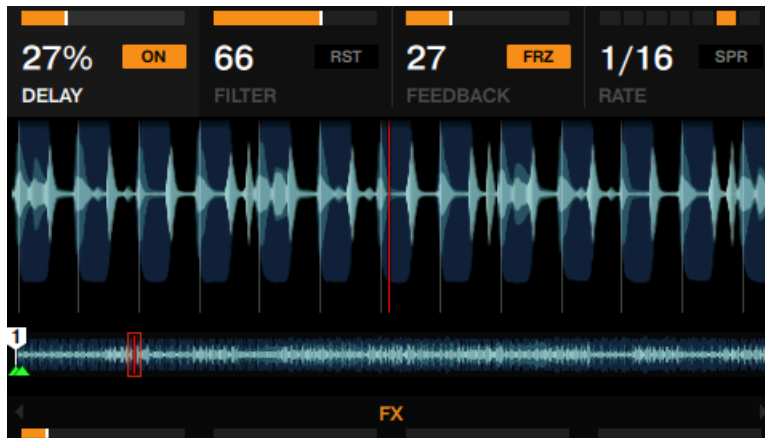 27% ON 66 RST 27 FRZ 1/16 SPR
DELAY FILTER FEEDBACK RATE
1
FX